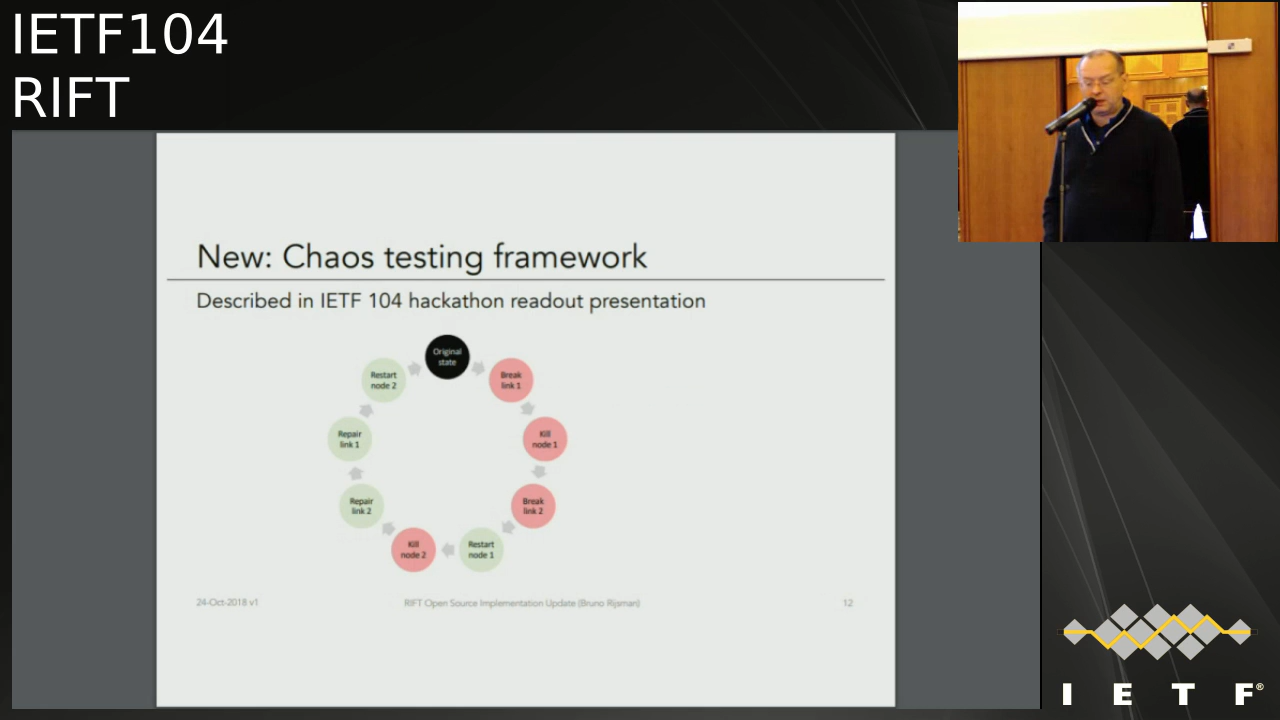 IETF104
RIFT
New: Chaos testing framework
Described in IETF 104 hackathon readout presentation
Original
state
Break
link 1
Kill
node 1
Break
link 2
Restart
node 1
Kill
node 2
Repair
link 2
Repair
link 1
Restart
node 2
24-Oct-2018 v1
RIFT Open Source Implementation Update (Bruno Rijsman)
12
I E T F®